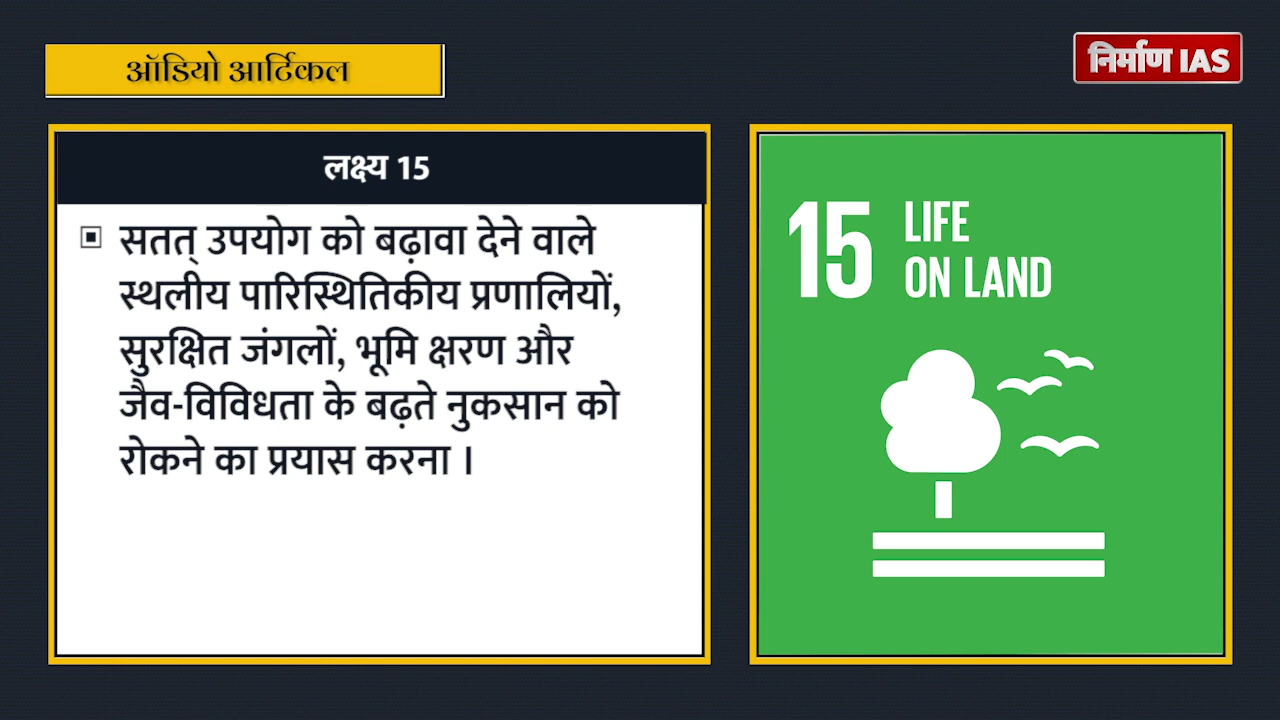 ऑडियो आर्टिकल
निर्माण IAS
लक्ष्य 15
सतत् उपयोग को बढ़ावा देने वाले
स्थलीय पारिस्थितिकीय प्रणालियों,
सुरक्षित जंगलों, भूमि क्षरण और
जैव-विविधता के बढ़ते नुकसान को
रोकने का प्रयास करना ।
15 LIFE
ON LAND